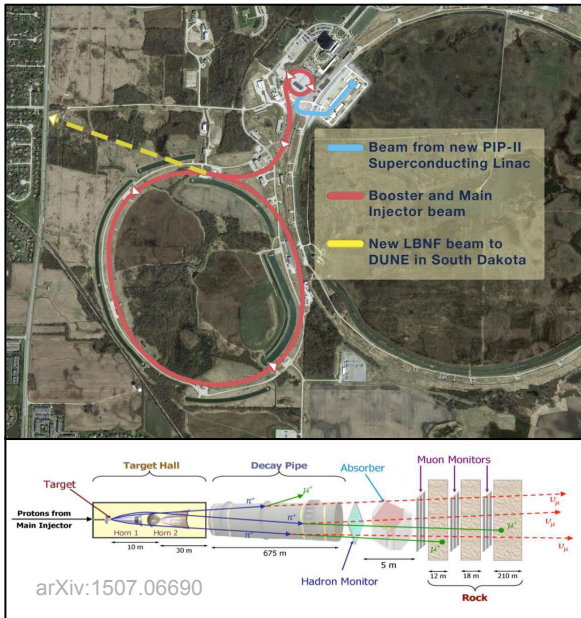 Beam from new PIP-II
Superconducting Linac
Booster and Main
Injector beam
New LBNF beam to
DUNE in South Dakota
Target Hall
Decay Pipe
Absorber
Muon Monitors
Target
μ+
π+
νμ
Protons from
Main Injector
Horn 1
Horn 2
π+
νμ
μ+
π+
μ+
νμ
10 m
30 m
675 m
Hadron Monitor
5 m
12 m
18 m
210 m
Rock
arXiv:1507.06690